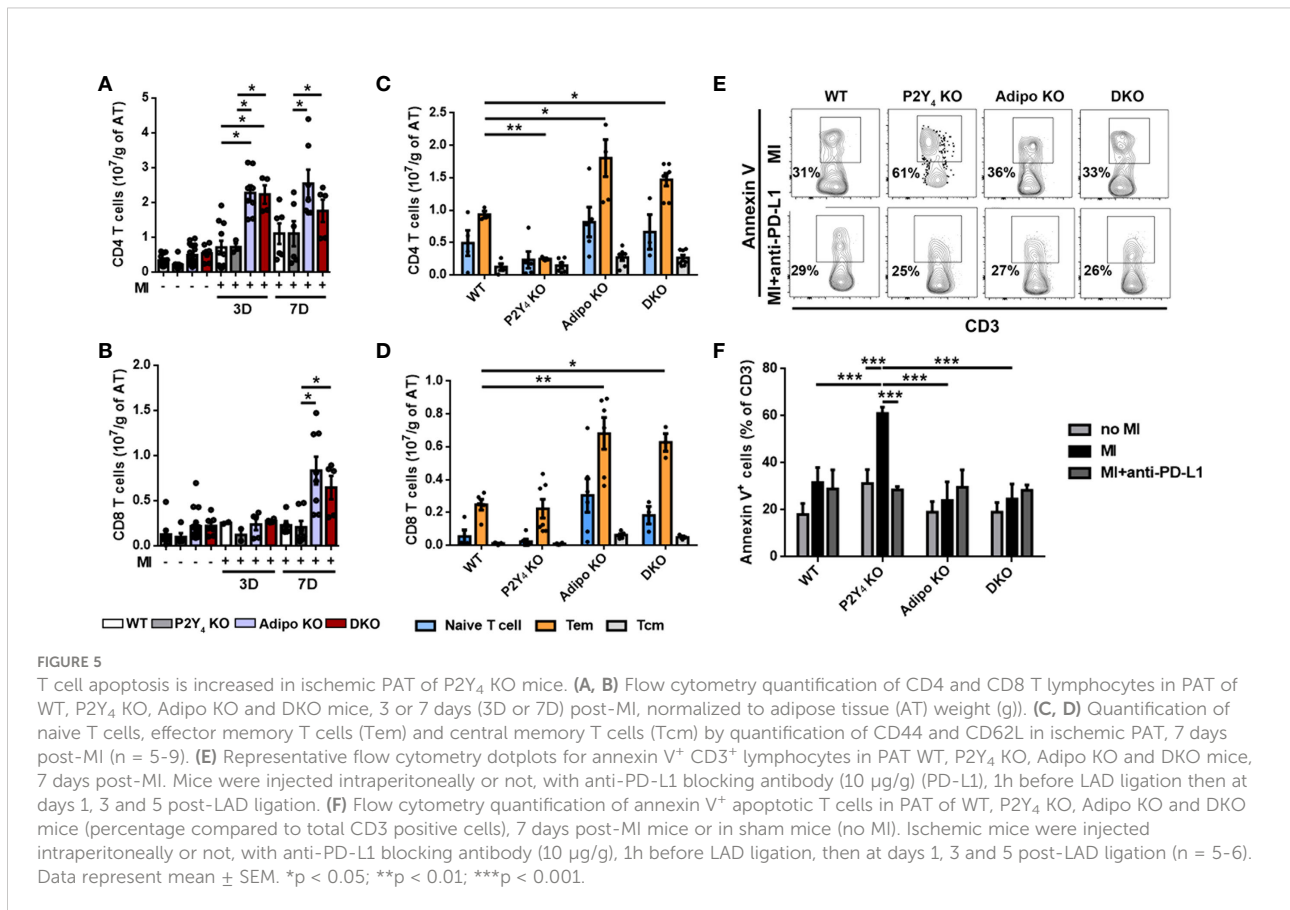 A
CD4 T cells (10⁷/g of AT)
5
4
3
2
1
0
* * * * * *
MI - - - - + + + + + + + +
3D 7D
B
CD8 T cells (10⁷/g of AT)
2.0
1.5
1.0
0.5
0.0
* *
MI - - - - + + + + + + + +
3D 7D
WT P2Y₄ KO Adipo KO DKO
C
CD4 T cells (10⁷/g of AT)
2.5
2.0
1.5
1.0
0.5
0.0
*
*
**
WT P2Y₄ KO Adipo KO DKO
D
CD8 T cells (10⁷/g of AT)
1.0
0.8
0.6
0.4
0.2
0.0
*
**
WT P2Y₄ KO Adipo KO DKO
Naive T cell Tem Tcm
E
WT P2Y₄ KO Adipo KO DKO
Annexin V
MI
31% 61% 36% 33%
MI+anti-PD-L1
29% 25% 27% 26%
CD3
F
Annexin V⁺ cells (% of CD3)
80
60
40
20
0
*** *** *** *** ***
WT P2Y₄ KO Adipo KO DKO
no MI
MI
MI+anti-PD-L1
FIGURE 5
T cell apoptosis is increased in ischemic PAT of P2Y₄ KO mice. (A, B) Flow cytometry quantification of CD4 and CD8 T lymphocytes in PAT of
WT, P2Y₄ KO, Adipo KO and DKO mice, 3 or 7 days (3D or 7D) post-MI, normalized to adipose tissue (AT) weight (g)). (C, D) Quantification of
naive T cells, effector memory T cells (Tem) and central memory T cells (Tcm) by quantification of CD44 and CD62L in ischemic PAT, 7 days
post-MI (n = 5-9). (E) Representative flow cytometry dotplots for annexin V⁺ CD3⁺ lymphocytes in PAT WT, P2Y₄ KO, Adipo KO and DKO mice,
7 days post-MI. Mice were injected intraperitoneally or not, with anti-PD-L1 blocking antibody (10 µg/g) (PD-L1), 1h before LAD ligation then at
days 1, 3 and 5 post-LAD ligation. (F) Flow cytometry quantification of annexin V⁺ apoptotic T cells in PAT of WT, P2Y₄ KO, Adipo KO and DKO
mice (percentage compared to total CD3 positive cells), 7 days post-MI mice or in sham mice (no MI). Ischemic mice were injected
intraperitoneally or not, with anti-PD-L1 blocking antibody (10 µg/g), 1h before LAD ligation, then at days 1, 3 and 5 post-LAD ligation (n = 5-6).
Data represent mean ± SEM. *p < 0.05; **p < 0.01; ***p < 0.001.